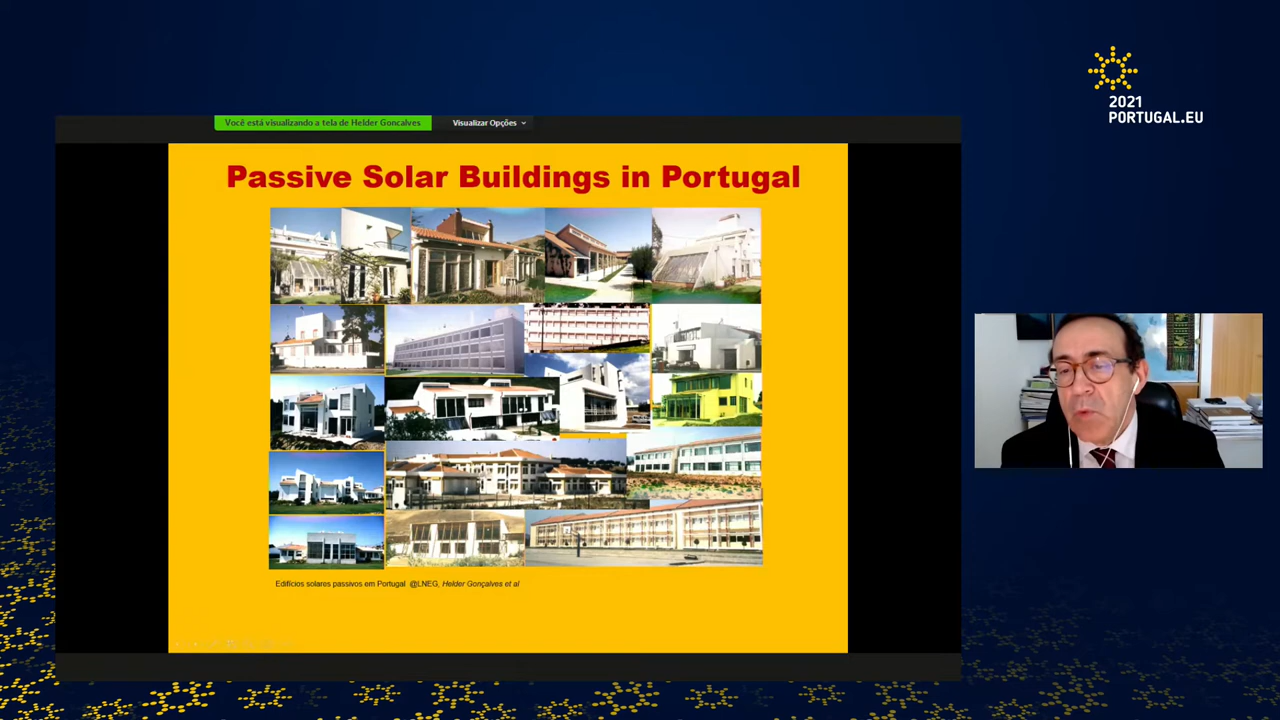 2021
PORTUGAL.EU
Você está visualizando a tela de Helder Goncalves
Visualizar Opções
Passive Solar Buildings in Portugal
Edifícios solares passivos em Portugal @LNEG, Helder Gonçalves et al